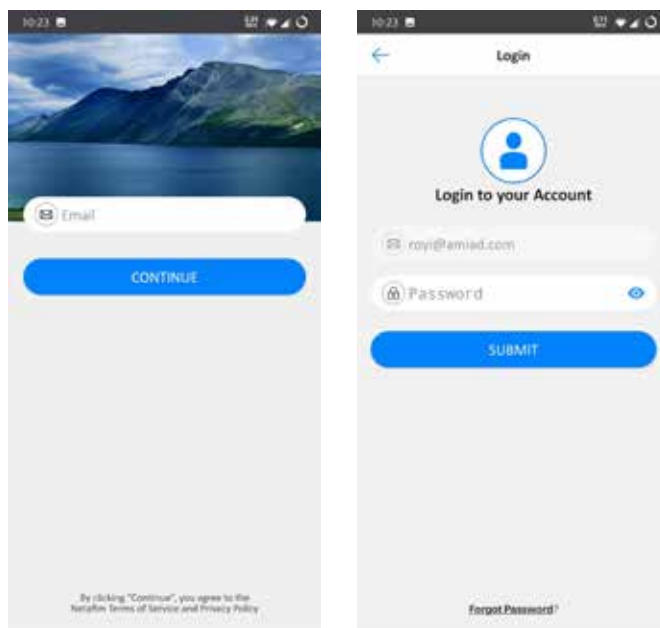 10:23
Email
CONTINUE
By clicking "Continue", you agree to the
Netafim Terms of Service and Privacy Policy
10:23
Login
Login to your Account
royi@amiad.com
Password
SUBMIT
Forgot Password?